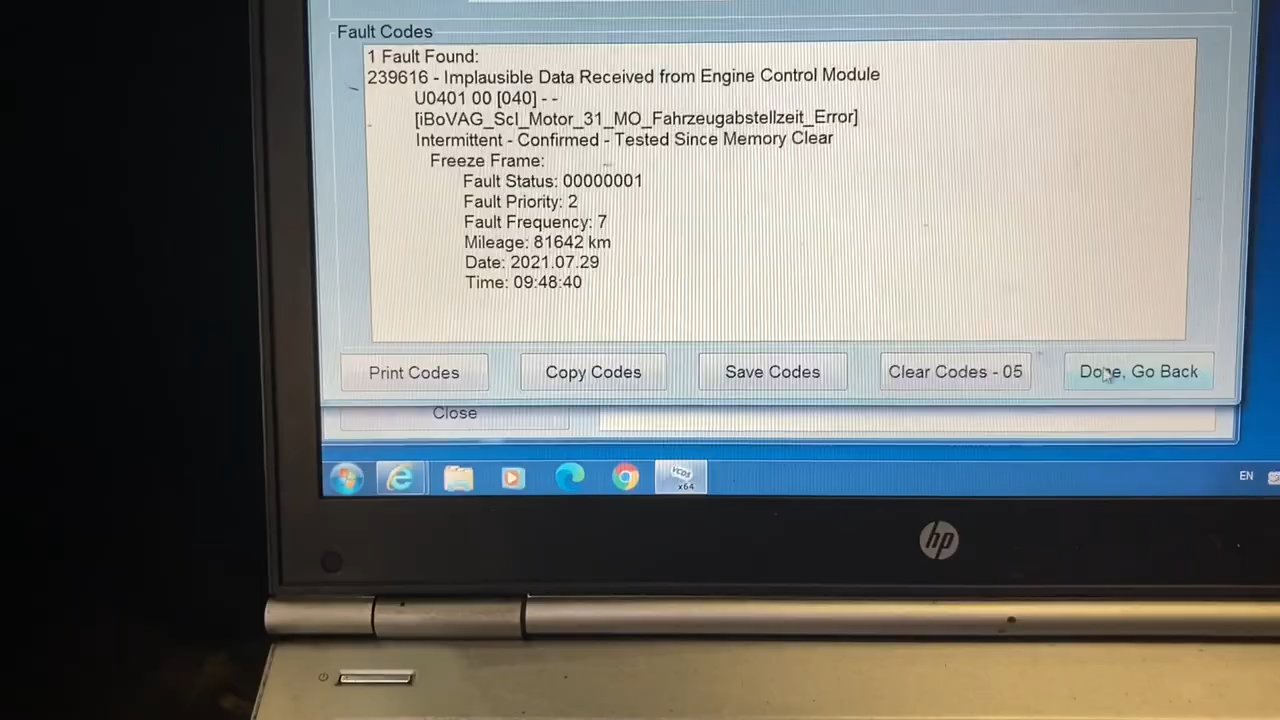 Fault Codes
1 Fault Found:
239616 - Implausible Data Received from Engine Control Module
U0401 00 [040] - -
[iBoVAG_Scl_Motor_31_MO_Fahrzeugabstellzeit_Error]
Intermittent - Confirmed - Tested Since Memory Clear
Freeze Frame:
Fault Status: 00000001
Fault Priority: 2
Fault Frequency: 7
Mileage: 81642 km
Date: 2021.07.29
Time: 09:48:40
Print Codes
Copy Codes
Save Codes
Clear Codes - 05
Done, Go Back
Close
VCDS
x64
EN
hp